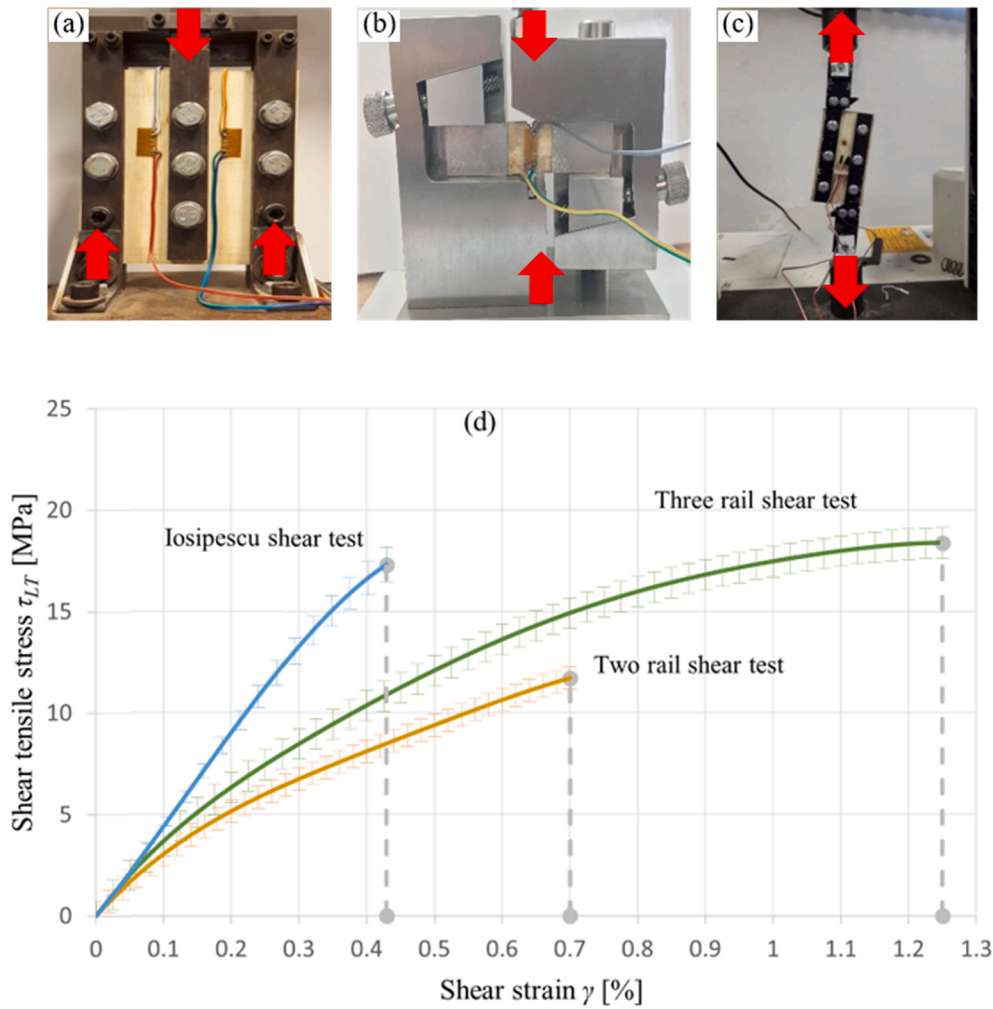 (a)
(b)
(c)
(d)
25
20
15
10
5
0
Shear tensile stress τLT [MPa]
Iosipescu shear test
Three rail shear test
Two rail shear test
0 0.1 0.2 0.3 0.4 0.5 0.6 0.7 0.8 0.9 1 1.1 1.2 1.3
Shear strain γ [%]